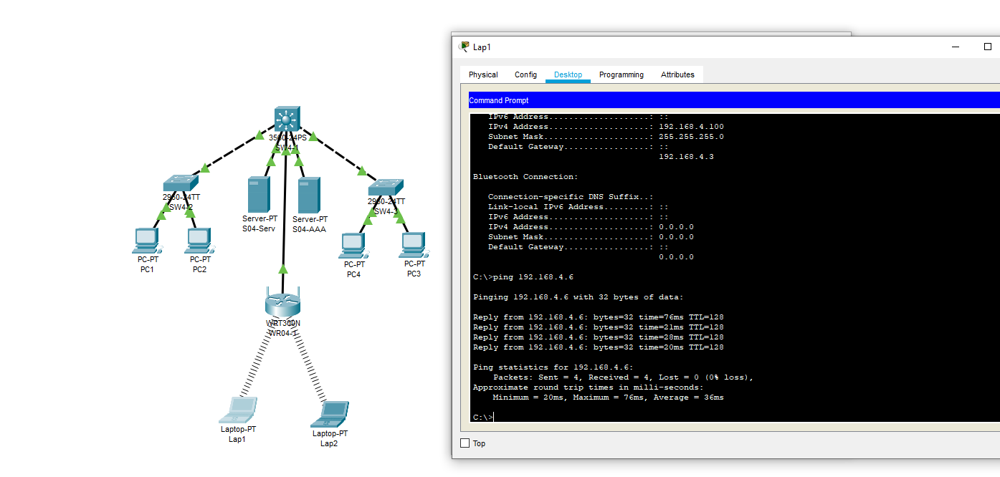 3560-24PS
SW4-1
2960-24TT
SW4-2
Server-PT
S04-Serv
Server-PT
S04-AAA
2960-24TT
SW4-3
PC-PT
PC1
PC-PT
PC2
PC-PT
PC4
PC-PT
PC3
WRT300N
WR04-1
Laptop-PT
Lap1
Laptop-PT
Lap2
Lap1
Physical Config Desktop Programming Attributes
Command Prompt
IPv6 Address.....................: ::
IPv4 Address.....................: 192.168.4.100
Subnet Mask......................: 255.255.255.0
Default Gateway..................: ::
192.168.4.3
Bluetooth Connection:
Connection-specific DNS Suffix..:
Link-local IPv6 Address.........: ::
IPv6 Address.....................: ::
IPv4 Address.....................: 0.0.0.0
Subnet Mask......................: 0.0.0.0
Default Gateway..................: ::
0.0.0.0
C:\>ping 192.168.4.6
Pinging 192.168.4.6 with 32 bytes of data:
Reply from 192.168.4.6: bytes=32 time=76ms TTL=128
Reply from 192.168.4.6: bytes=32 time=21ms TTL=128
Reply from 192.168.4.6: bytes=32 time=28ms TTL=128
Reply from 192.168.4.6: bytes=32 time=20ms TTL=128
Ping statistics for 192.168.4.6:
Packets: Sent = 4, Received = 4, Lost = 0 (0% loss),
Approximate round trip times in milli-seconds:
Minimum = 20ms, Maximum = 76ms, Average = 36ms
C:\>
Top